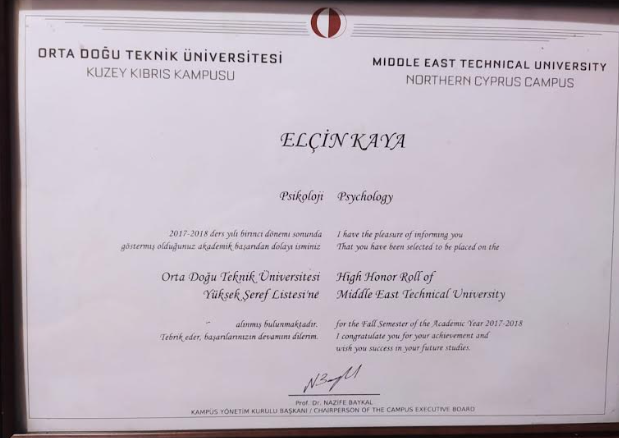 ORTA DOĞU TEKNİK ÜNİVERSİTESİ
KUZEY KIBRIS KAMPUSU
MIDDLE EAST TECHNICAL UNIVERSITY
NORTHERN CYPRUS CAMPUS
ELÇİN KAYA
Psikoloji
Psychology
2017-2018 ders yılı birinci dönemi sonunda
göstermiş olduğunuz akademik başarıdan dolayı isminiz
Orta Doğu Teknik Üniversitesi
Yüksek Şeref Listesi'ne
alınmış bulunmaktadır.
Tebrik eder, başarılarınızın devamını dilerim.
I have the pleasure of informing you
That you have been selected to be placed on the
High Honor Roll of
Middle East Technical University
for the Fall Semester of the Academic Year 2017-2018
I congratulate you for your achievement and
wish you success in your future studies.
Prof. Dr. NAZİFE BAYKAL
KAMPUS YÖNETİM KURULU BAŞKANI / CHAIRPERSON OF THE CAMPUS EXECUTIVE BOARD